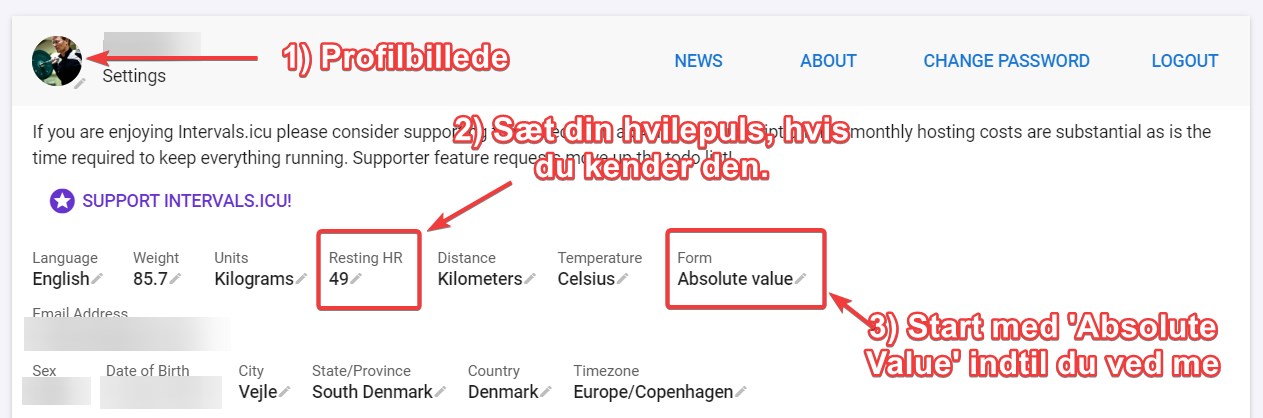 1) Profilbillede
Settings
NEWS
ABOUT
CHANGE PASSWORD
LOGOUT
2) Sæt din hvilepuls, hvis
du kender den.
If you are enjoying Intervals.icu please consider monthly hosting costs are substantial as is the
time required to keep everything running. Supporter feature requests move up the todo list!
SUPPORT INTERVALS.ICU!
Language
English
Weight
85.7
Units
Kilograms
Resting HR
49
Distance
Kilometers
Temperature
Celsius
Form
Absolute value
Email Address
3) Start med 'Absolute
Value' indtil du ved me
Sex
Date of Birth
City
Vejle
State/Province
South Denmark
Country
Denmark
Timezone
Europe/Copenhagen